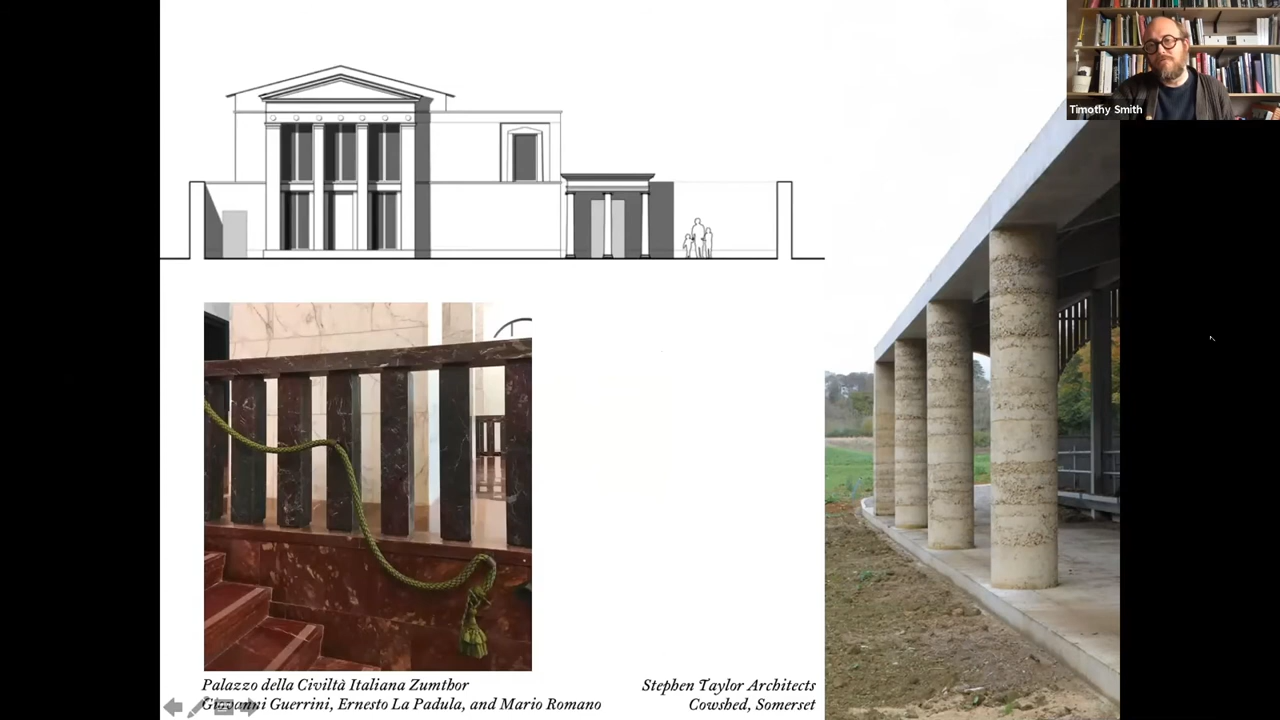 Timothy Smith
Palazzo della Civiltà Italiana Zumthor
Giovanni Guerrini, Ernesto La Padula, and Mario Romano
Stephen Taylor Architects
Cowshed, Somerset